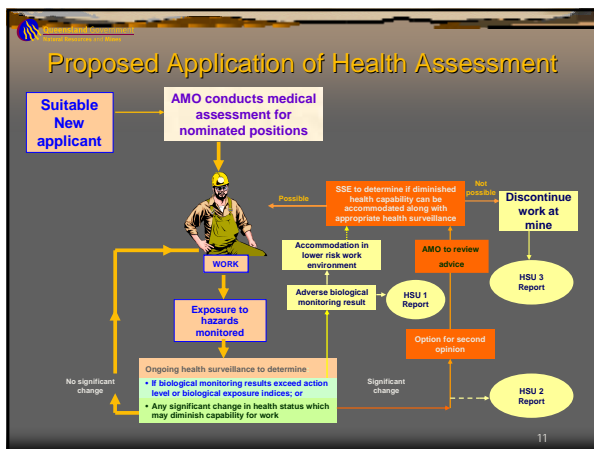 Queensland Government
Natural Resources and Mines
Proposed Application of Health Assessment
Suitable
New
applicant
AMO conducts medical
assessment for
nominated positions
SSE to determine if diminished
health capability can be
accommodated along with
appropriate health surveillance
Possible
Not
possible
Discontinue
work at
mine
WORK
Accommodation in
lower risk work
environment
AMO to review
advice
HSU 3
Report
Adverse biological
monitoring result
HSU 1
Report
Exposure to
hazards
monitored
Option for second
opinion
Ongoing health surveillance to determine
• If biological monitoring results exceed action
level or biological exposure indices; or
• Any significant change in health status which
may diminish capability for work
No significant
change
Significant
change
HSU 2
Report
11